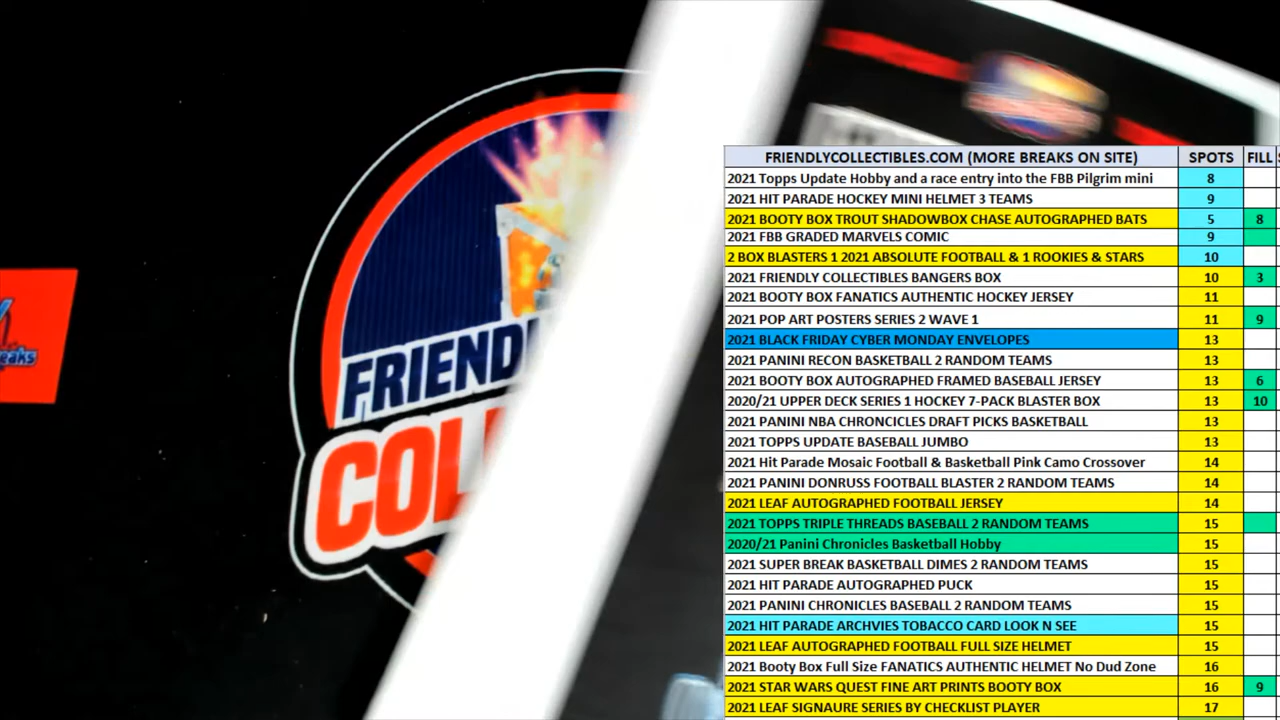 FRIEND
COL
eaks
FRIENDLYCOLLECTIBLES.COM (MORE BREAKS ON SITE) SPOTS FILL
2021 Topps Update Hobby and a race entry into the FBB Pilgrim mini 8
2021 HIT PARADE HOCKEY MINI HELMET 3 TEAMS 9
2021 BOOTY BOX TROUT SHADOWBOX CHASE AUTOGRAPHED BATS 5 8
2021 FBB GRADED MARVELS COMIC 9
2 BOX BLASTERS 1 2021 ABSOLUTE FOOTBALL & 1 ROOKIES & STARS 10
2021 FRIENDLY COLLECTIBLES BANGERS BOX 10 3
2021 BOOTY BOX FANATICS AUTHENTIC HOCKEY JERSEY 11
2021 POP ART POSTERS SERIES 2 WAVE 1 11 9
2021 BLACK FRIDAY CYBER MONDAY ENVELOPES 13
2021 PANINI RECON BASKETBALL 2 RANDOM TEAMS 13
2021 BOOTY BOX AUTOGRAPHED FRAMED BASEBALL JERSEY 13 6
2020/21 UPPER DECK SERIES 1 HOCKEY 7-PACK BLASTER BOX 13 10
2021 PANINI NBA CHRONCICLES DRAFT PICKS BASKETBALL 13
2021 TOPPS UPDATE BASEBALL JUMBO 13
2021 Hit Parade Mosaic Football & Basketball Pink Camo Crossover 14
2021 PANINI DONRUSS FOOTBALL BLASTER 2 RANDOM TEAMS 14
2021 LEAF AUTOGRAPHED FOOTBALL JERSEY 14
2021 TOPPS TRIPLE THREADS BASEBALL 2 RANDOM TEAMS 15
2020/21 Panini Chronicles Basketball Hobby 15
2021 SUPER BREAK BASKETBALL DIMES 2 RANDOM TEAMS 15
2021 HIT PARADE AUTOGRAPHED PUCK 15
2021 PANINI CHRONICLES BASEBALL 2 RANDOM TEAMS 15
2021 HIT PARADE ARCHVIES TOBACCO CARD LOOK N SEE 15
2021 LEAF AUTOGRAPHED FOOTBALL FULL SIZE HELMET 15
2021 Booty Box Full Size FANATICS AUTHENTIC HELMET No Dud Zone 16
2021 STAR WARS QUEST FINE ART PRINTS BOOTY BOX 16 9
2021 LEAF SIGNAURE SERIES BY CHECKLIST PLAYER 17